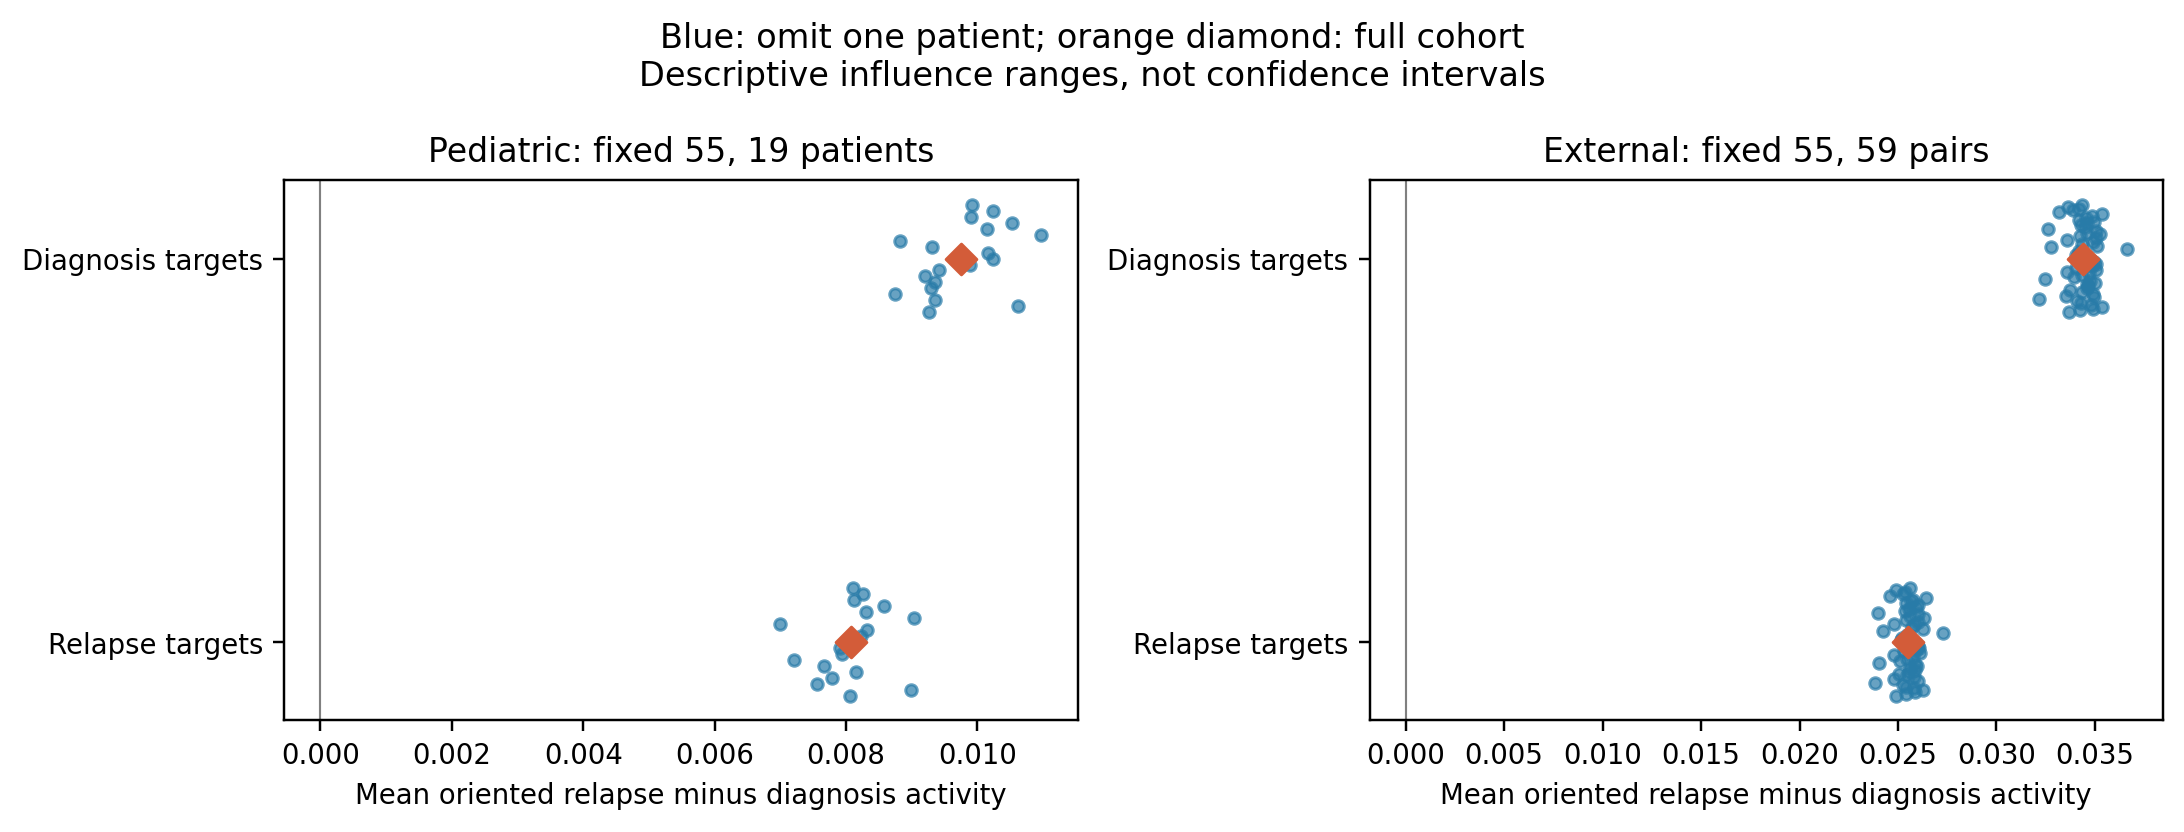 Blue: omit one patient; orange diamond: full cohort
Descriptive influence ranges, not confidence intervals
Pediatric: fixed 55, 19 patients
Diagnosis targets
Relapse targets
0.000 0.002 0.004 0.006 0.008 0.010
Mean oriented relapse minus diagnosis activity
External: fixed 55, 59 pairs
Diagnosis targets
Relapse targets
0.000 0.005 0.010 0.015 0.020 0.025 0.030 0.035
Mean oriented relapse minus diagnosis activity